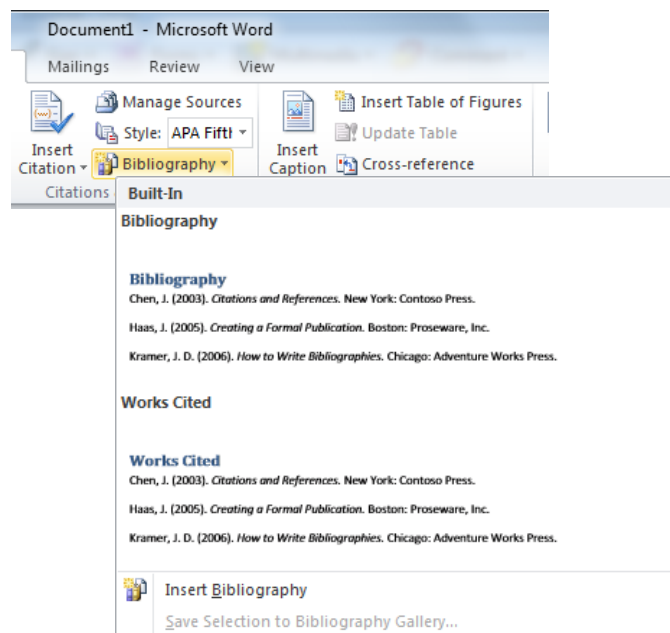 Document1 - Microsoft Word
Mailings Review View
Manage Sources Insert Table of Figures
Style: APA Fifth Update Table
Insert Citation Bibliography Insert Caption Cross-reference
Citations
Built-In
Bibliography
Bibliography
Chen, J. (2003). Citations and References. New York: Contoso Press.
Haas, J. (2005). Creating a Formal Publication. Boston: Proseware, Inc.
Kramer, J. D. (2006). How to Write Bibliographies. Chicago: Adventure Works Press.
Works Cited
Works Cited
Chen, J. (2003). Citations and References. New York: Contoso Press.
Haas, J. (2005). Creating a Formal Publication. Boston: Proseware, Inc.
Kramer, J. D. (2006). How to Write Bibliographies. Chicago: Adventure Works Press.
Insert Bibliography
Save Selection to Bibliography Gallery...